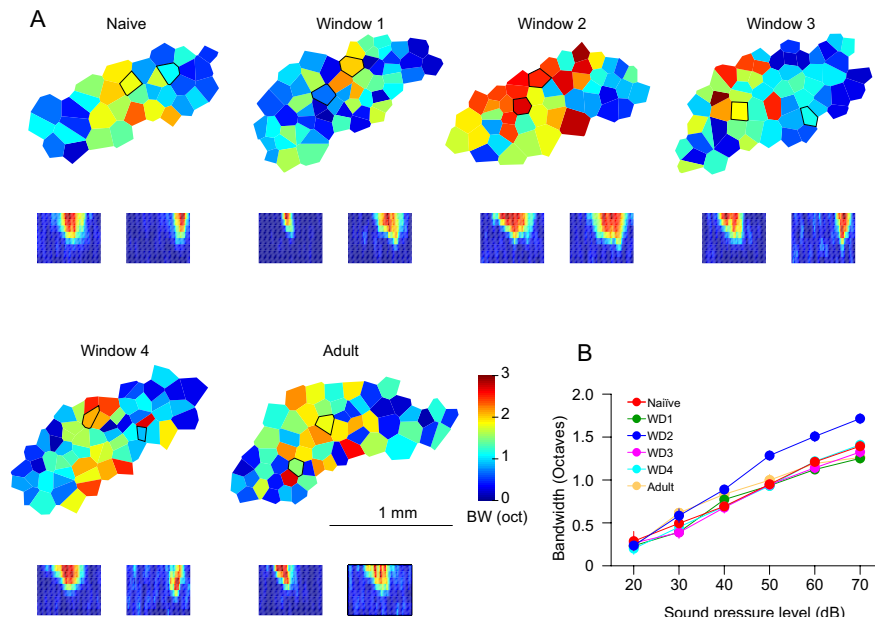 A
Naive
Window 1
Window 2
Window 3
Window 4
Adult
3
2
1
0
BW (oct)
1 mm
B
2.0
1.5
1.0
0.5
0
Bandwidth (Octaves)
Naiïve
WD1
WD2
WD3
WD4
Adult
20 30 40 50 60 70
Sound pressure level (dB)